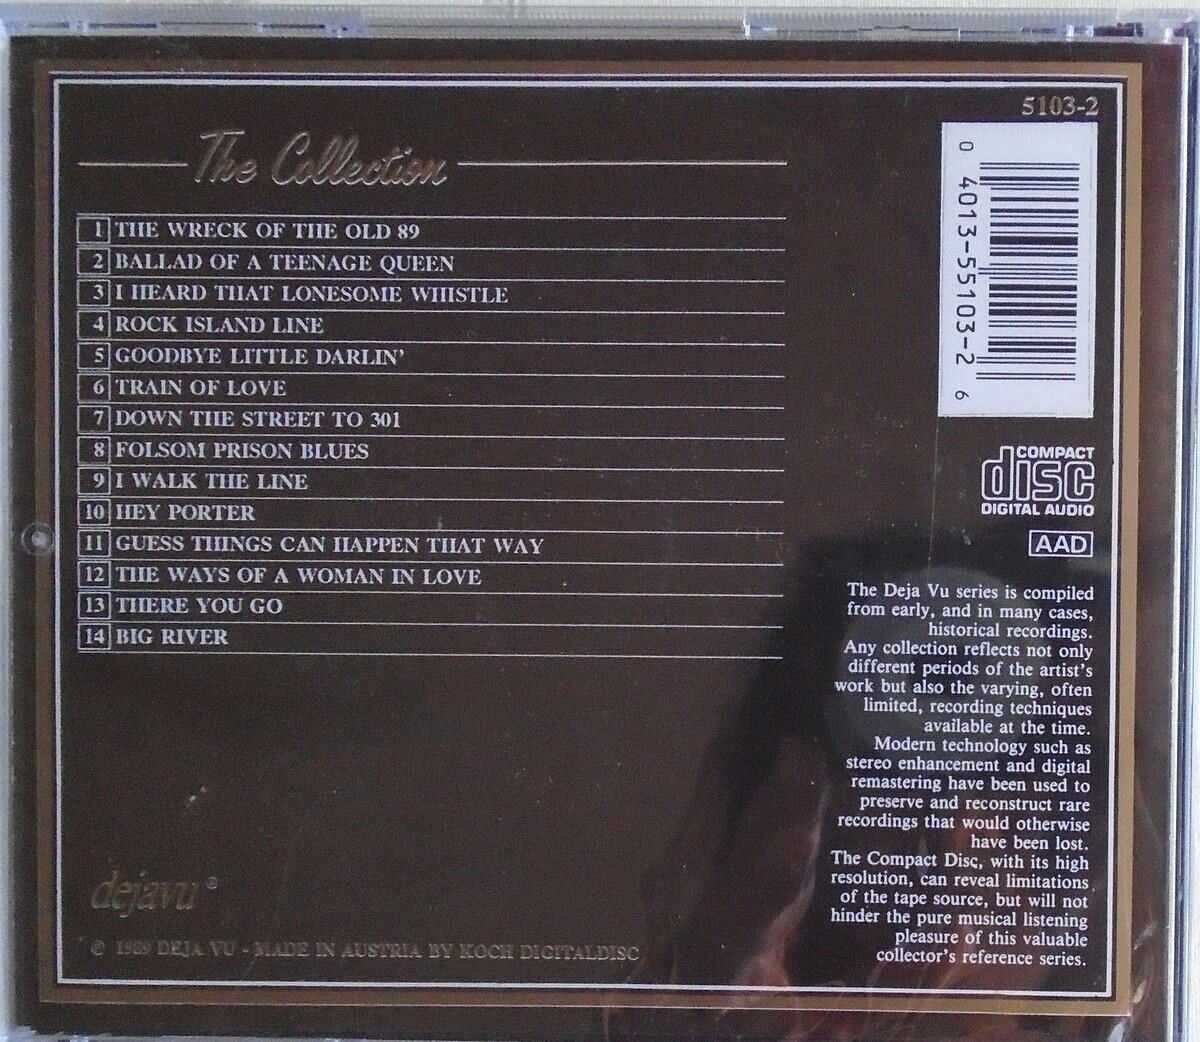 5103-2
The Collection
1 THE WRECK OF THE OLD 89
2 BALLAD OF A TEENAGE QUEEN
3 I HEARD THAT LONESOME WHISTLE
4 ROCK ISLAND LINE
5 GOODBYE LITTLE DARLIN'
6 TRAIN OF LOVE
7 DOWN THE STREET TO 301
8 FOLSOM PRISON BLUES
9 I WALK THE LINE
10 HEY PORTER
11 GUESS THINGS CAN HAPPEN THAT WAY
12 THE WAYS OF A WOMAN IN LOVE
13 THERE YOU GO
14 BIG RIVER
0 4013-55103-2 6
COMPACT
disc
DIGITAL AUDIO
AAD
The Deja Vu series is compiled
from early, and in many cases,
historical recordings.
Any collection reflects not only
different periods of the artist's
work but also the varying, often
limited, recording techniques
available at the time.
Modern technology such as
stereo enhancement and digital
remastering have been used to
preserve and reconstruct rare
recordings that would otherwise
have been lost.
The Compact Disc, with its high
resolution, can reveal limitations
of the tape source, but will not
hinder the pure musical listening
pleasure of this valuable
collector's reference series.
dejavu®
© 1989 DEJA VU - MADE IN AUSTRIA BY KOCH DIGITALDISC